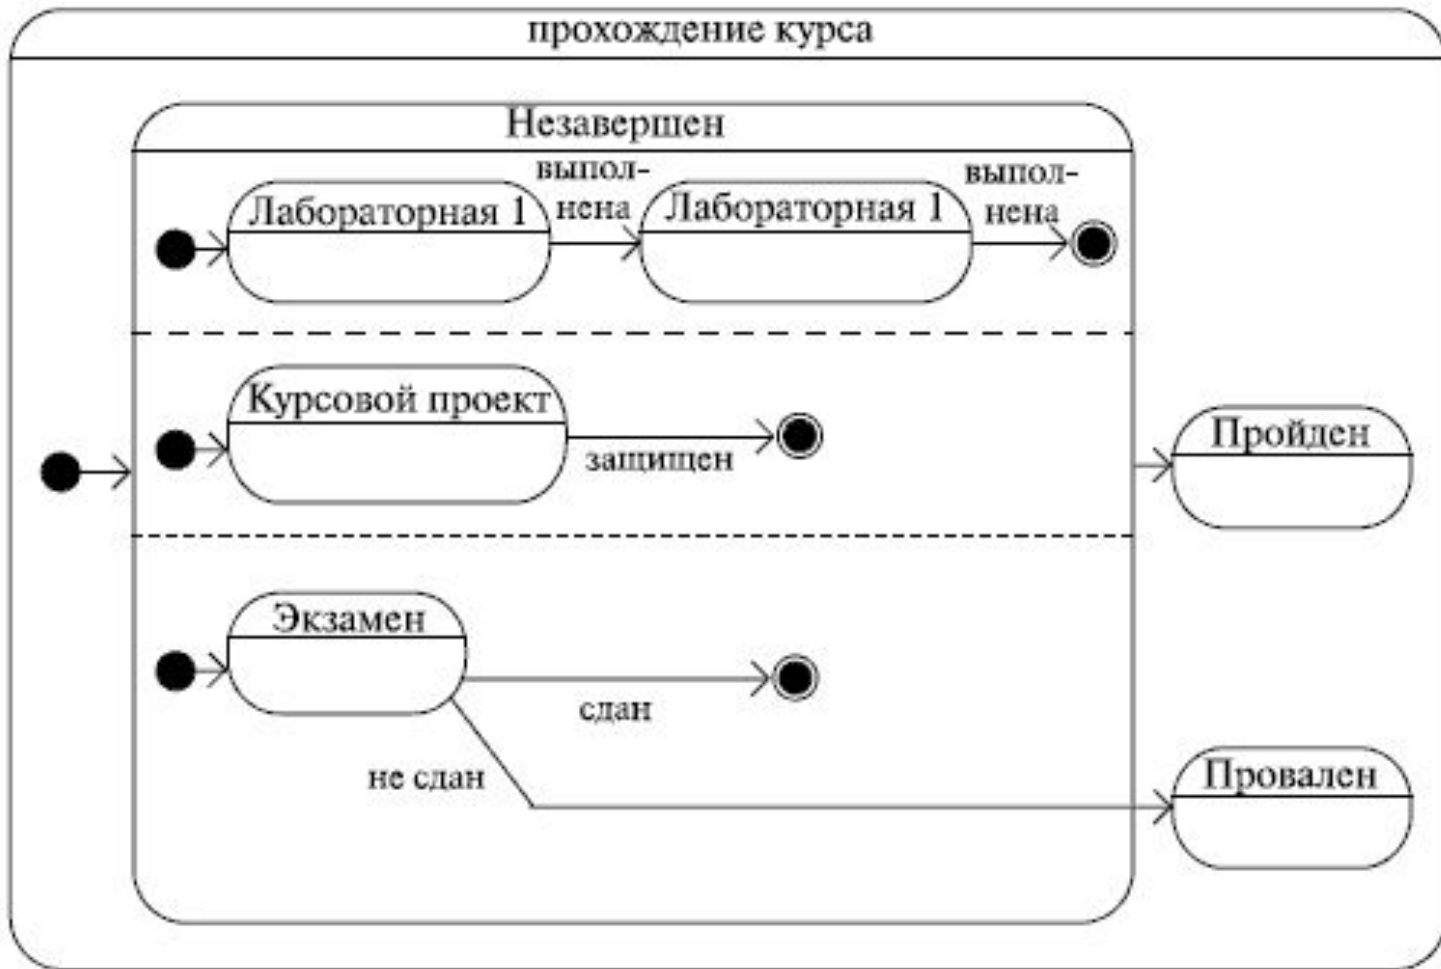 прохождение курса
Незавершен
Лабораторная 1
выпол-
нена
Лабораторная 1
выпол-
нена
Курсовой проект
защищен
Пройден
Экзамен
сдан
не сдан
Провален